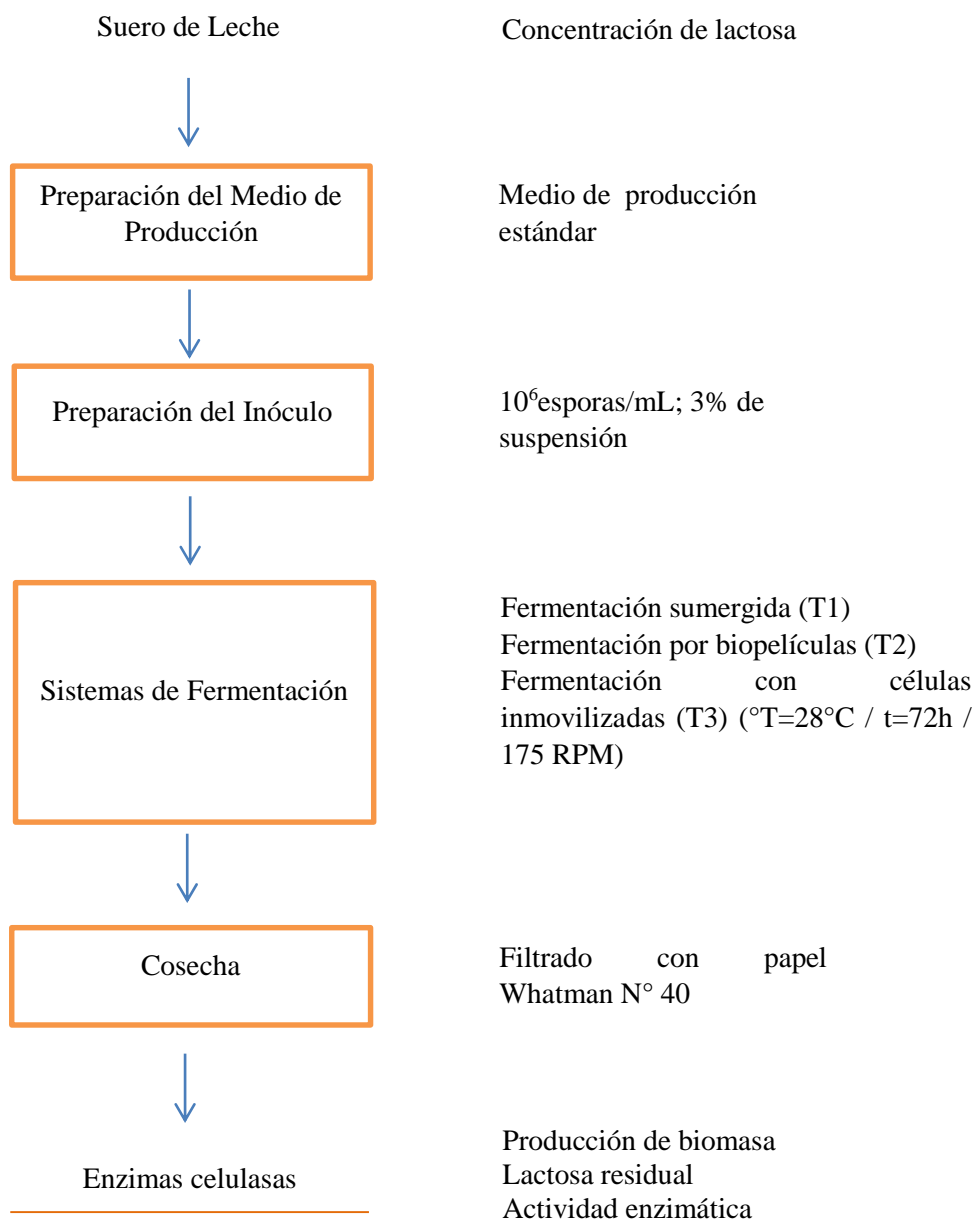 Suero de Leche
Concentración de lactosa
Preparación del Medio de
Producción
Medio de producción
estándar
Preparación del Inóculo
10⁶esporas/mL; 3% de
suspensión
Sistemas de Fermentación
Fermentación sumergida (T1)
Fermentación por biopelículas (T2)
Fermentación con células
inmovilizadas (T3) (°T=28°C / t=72h /
175 RPM)
Cosecha
Filtrado con papel
Whatman N° 40
Enzimas celulasas
Producción de biomasa
Lactosa residual
Actividad enzimática